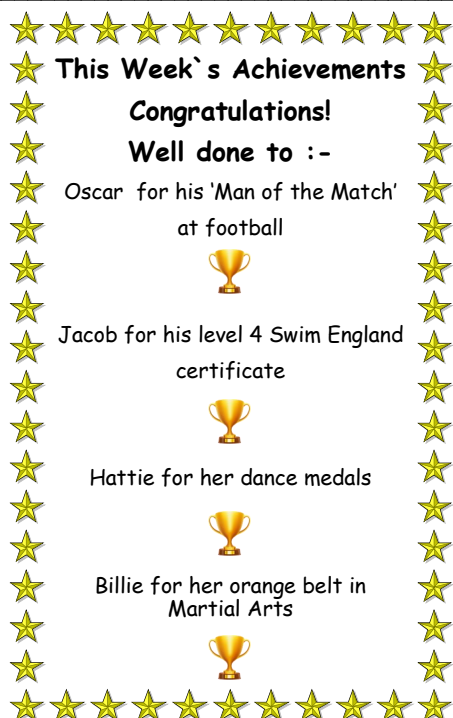 This Week`s Achievements
Congratulations!
Well done to :-
Oscar  for his ‘Man of the Match’
at football
Jacob for his level 4 Swim England
certificate
Hattie for her dance medals
Billie for her orange belt in
Martial Arts